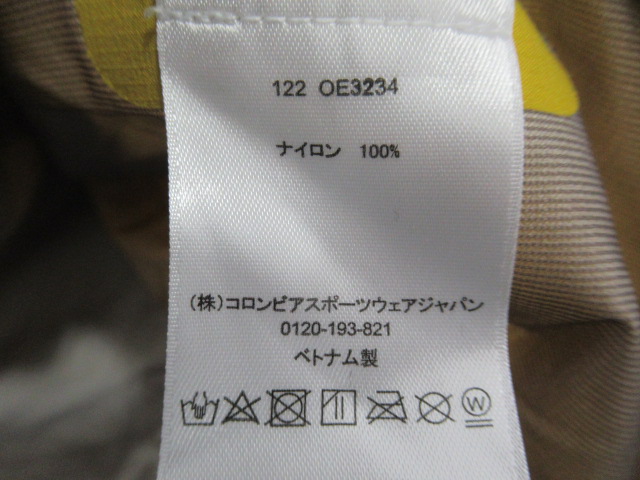 122 OE3234
ナイロン 100%
(株)コロンビアスポーツウェアジャパン
0120-193-821
ベトナム製
W